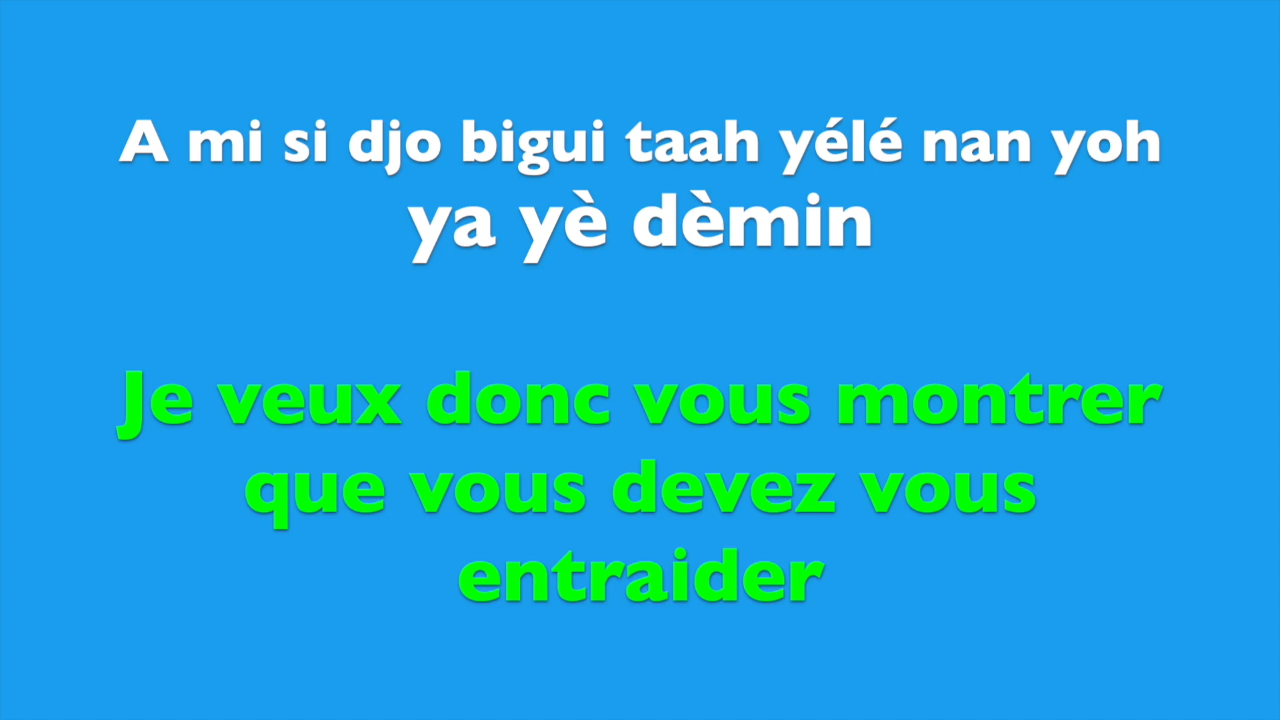 A mi si djo bigui taah yélé nan yoh
ya yè dèmin
Je veux donc vous montrer
que vous devez vous
entraider